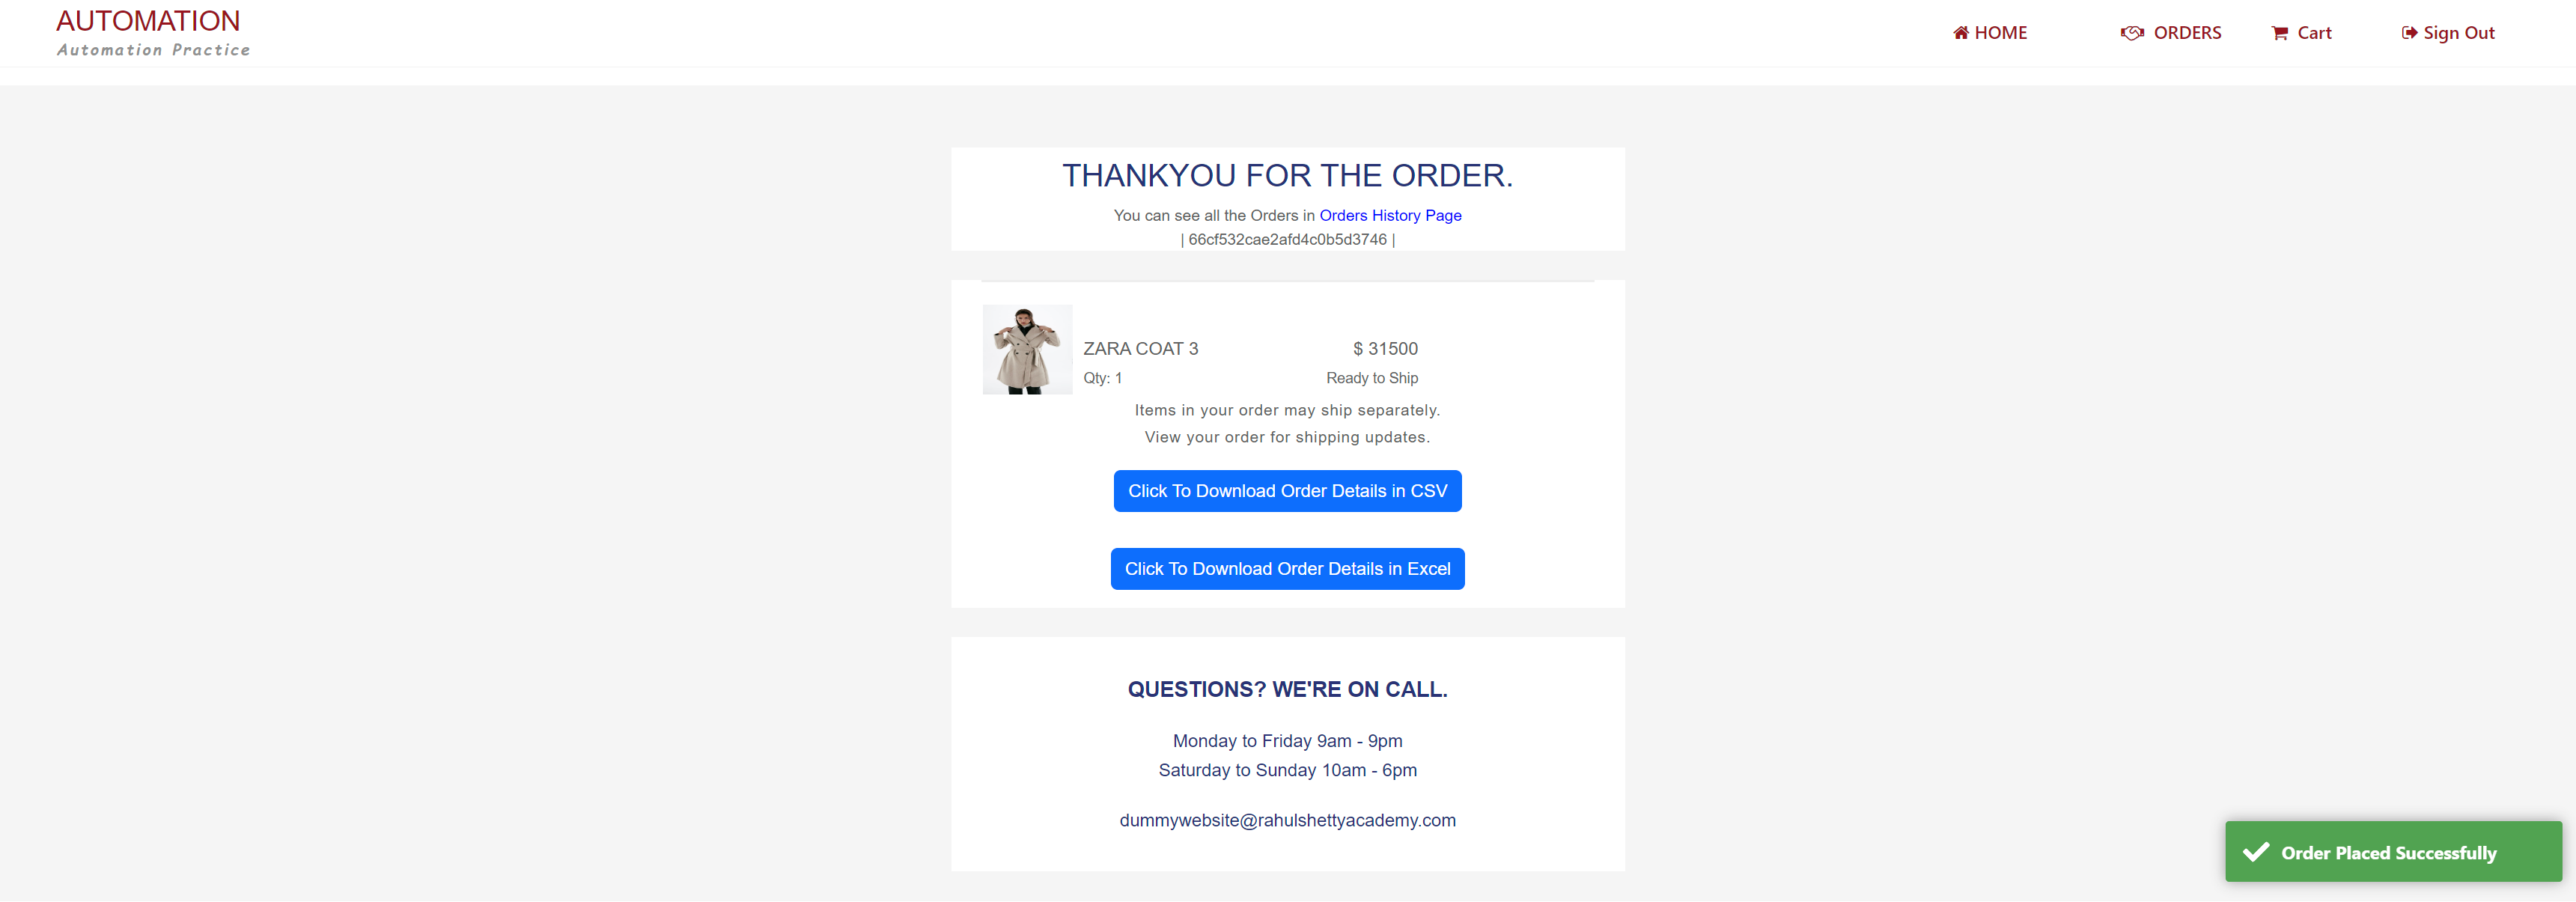 AUTOMATION
Automation Practice
HOME
ORDERS
Cart
Sign Out
THANKYOU FOR THE ORDER.
You can see all the Orders in Orders History Page
| 66cf532cae2afd4c0b5d3746 |
ZARA COAT 3
$ 31500
Qty: 1
Ready to Ship
Items in your order may ship separately.
View your order for shipping updates.
Click To Download Order Details in CSV
Click To Download Order Details in Excel
QUESTIONS? WE'RE ON CALL.
Monday to Friday 9am - 9pm
Saturday to Sunday 10am - 6pm
dummywebsite@rahulshettyacademy.com
Order Placed Successfully